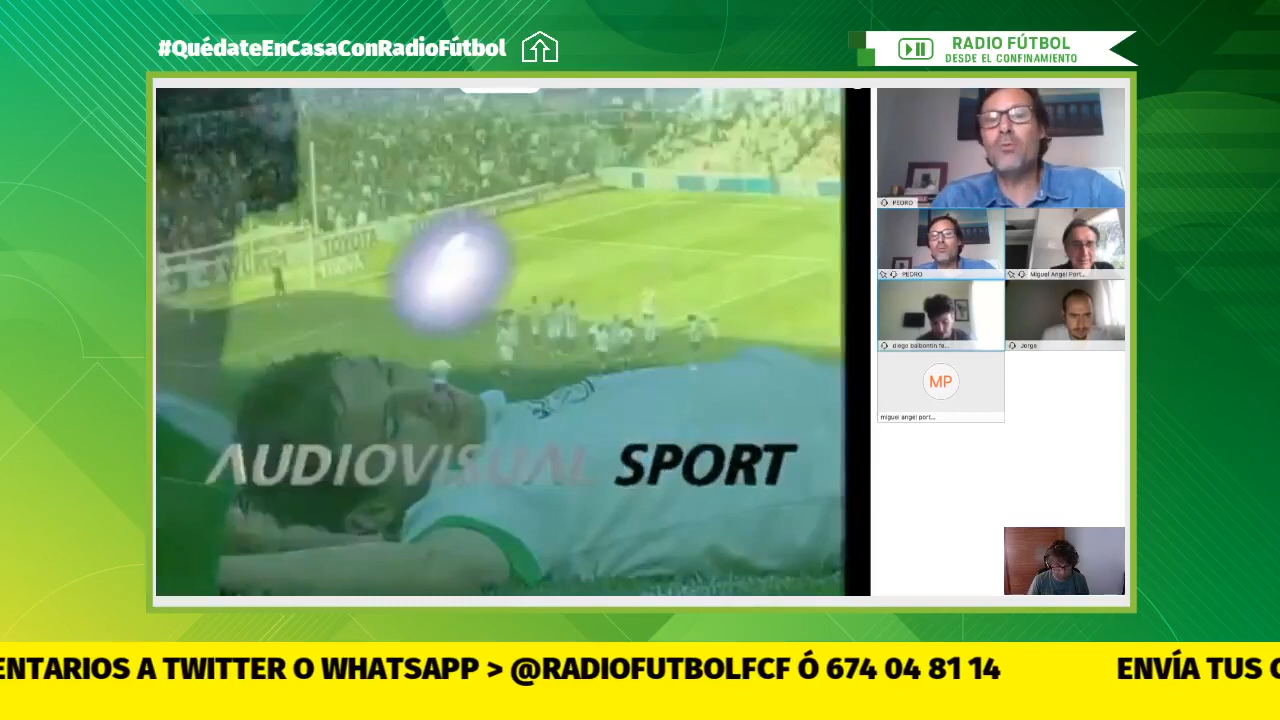 #QuédateEnCasaConRadioFútbol
RADIO FÚTBOL
DESDE EL CONFINAMIENTO
TOYOTA
AUDIOVISUAL SPORT
PEDRO
PEDRO
Miguel Angel Port...
diego balbontin fe...
Jorge
MP
miguel angel port...
ENTARIOS A TWITTER O WHATSAPP > @RADIOFUTBOLFCF Ó 674 04 81 14
ENVÍA TUS C